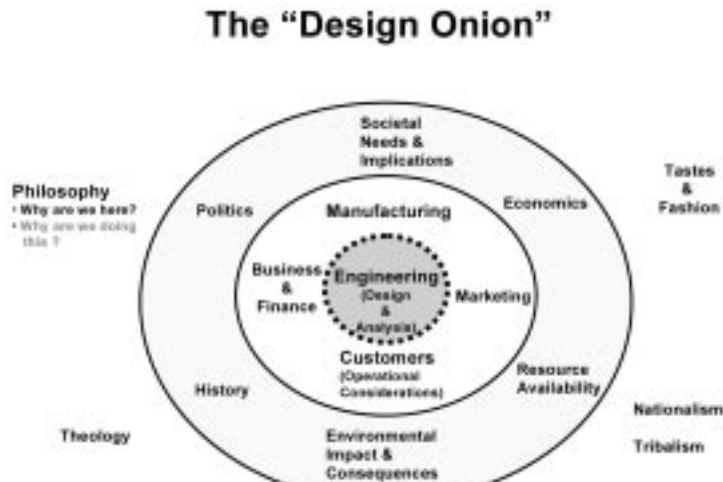 The “Design Onion”
Societal
Needs &
Implications
Philosophy
• Why are we here?
• Why are we doing
this ?
Tastes
&
Fashion
Politics
Economics
Manufacturing
Business
&
Finance
Engineering
(Design
&
Analysis)
Marketing
Customers
(Operational
Considerations)
History
Resource
Availability
Theology
Environmental
Impact &
Consequences
Nationalism
Tribalism